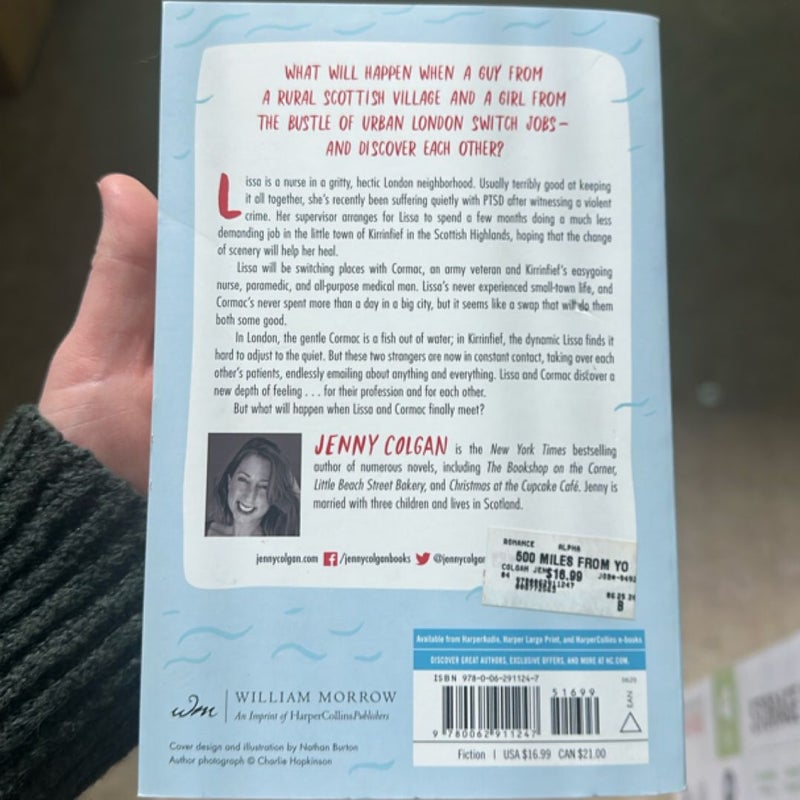 WHAT WILL HAPPEN WHEN A GUY FROM
A RURAL SCOTTISH VILLAGE AND A GIRL FROM
THE BUSTLE OF URBAN LONDON SWITCH JOBS—
AND DISCOVER EACH OTHER?
Lissa is a nurse in a gritty, hectic London neighborhood. Usually terribly good at keeping
it all together, she's recently been suffering quietly with PTSD after witnessing a violent
crime. Her supervisor arranges for Lissa to spend a few months doing a much less
demanding job in the little town of Kirrinfief in the Scottish Highlands, hoping that the change
of scenery will help her heal.
Lissa will be switching places with Cormac, an army veteran and Kirrinfief's easygoing
nurse, paramedic, and all-purpose medical man. Lissa's never experienced small-town life, and
Cormac's never spent more than a day in a big city, but it seems like a swap that will do them
both some good.
In London, the gentle Cormac is a fish out of water; in Kirrinfief, the dynamic Lissa finds it
hard to adjust to the quiet. But these two strangers are now in constant contact, taking over each
other's patients, endlessly emailing about anything and everything. Lissa and Cormac discover a
new depth of feeling . . . for their profession and for each other.
But what will happen when Lissa and Cormac finally meet?
JENNY COLGAN is the New York Times bestselling
author of numerous novels, including The Bookshop on the Corner,
Little Beach Street Bakery, and Christmas at the Cupcake Café. Jenny is
married with three children and lives in Scotland.
jennycolgan.com /jennycolganbooks @jennycolgan
ROMANCE ALPHA
500 MILES FROM YO
COLGAN JEN $16.99
9780062911247
B
Available from HarperAudio, Harper Large Print, and HarperCollins e-books
DISCOVER GREAT AUTHORS, EXCLUSIVE OFFERS, AND MORE AT HC.COM.
ISBN 978-0-06-291124-7
51699
0620
EAN
9 780062 911247
Fiction | USA $16.99 CAN $21.00
wm WILLIAM MORROW
An Imprint of HarperCollinsPublishers
Cover design and illustration by Nathan Burton
Author photograph © Charlie Hopkinson
4
STORAGE